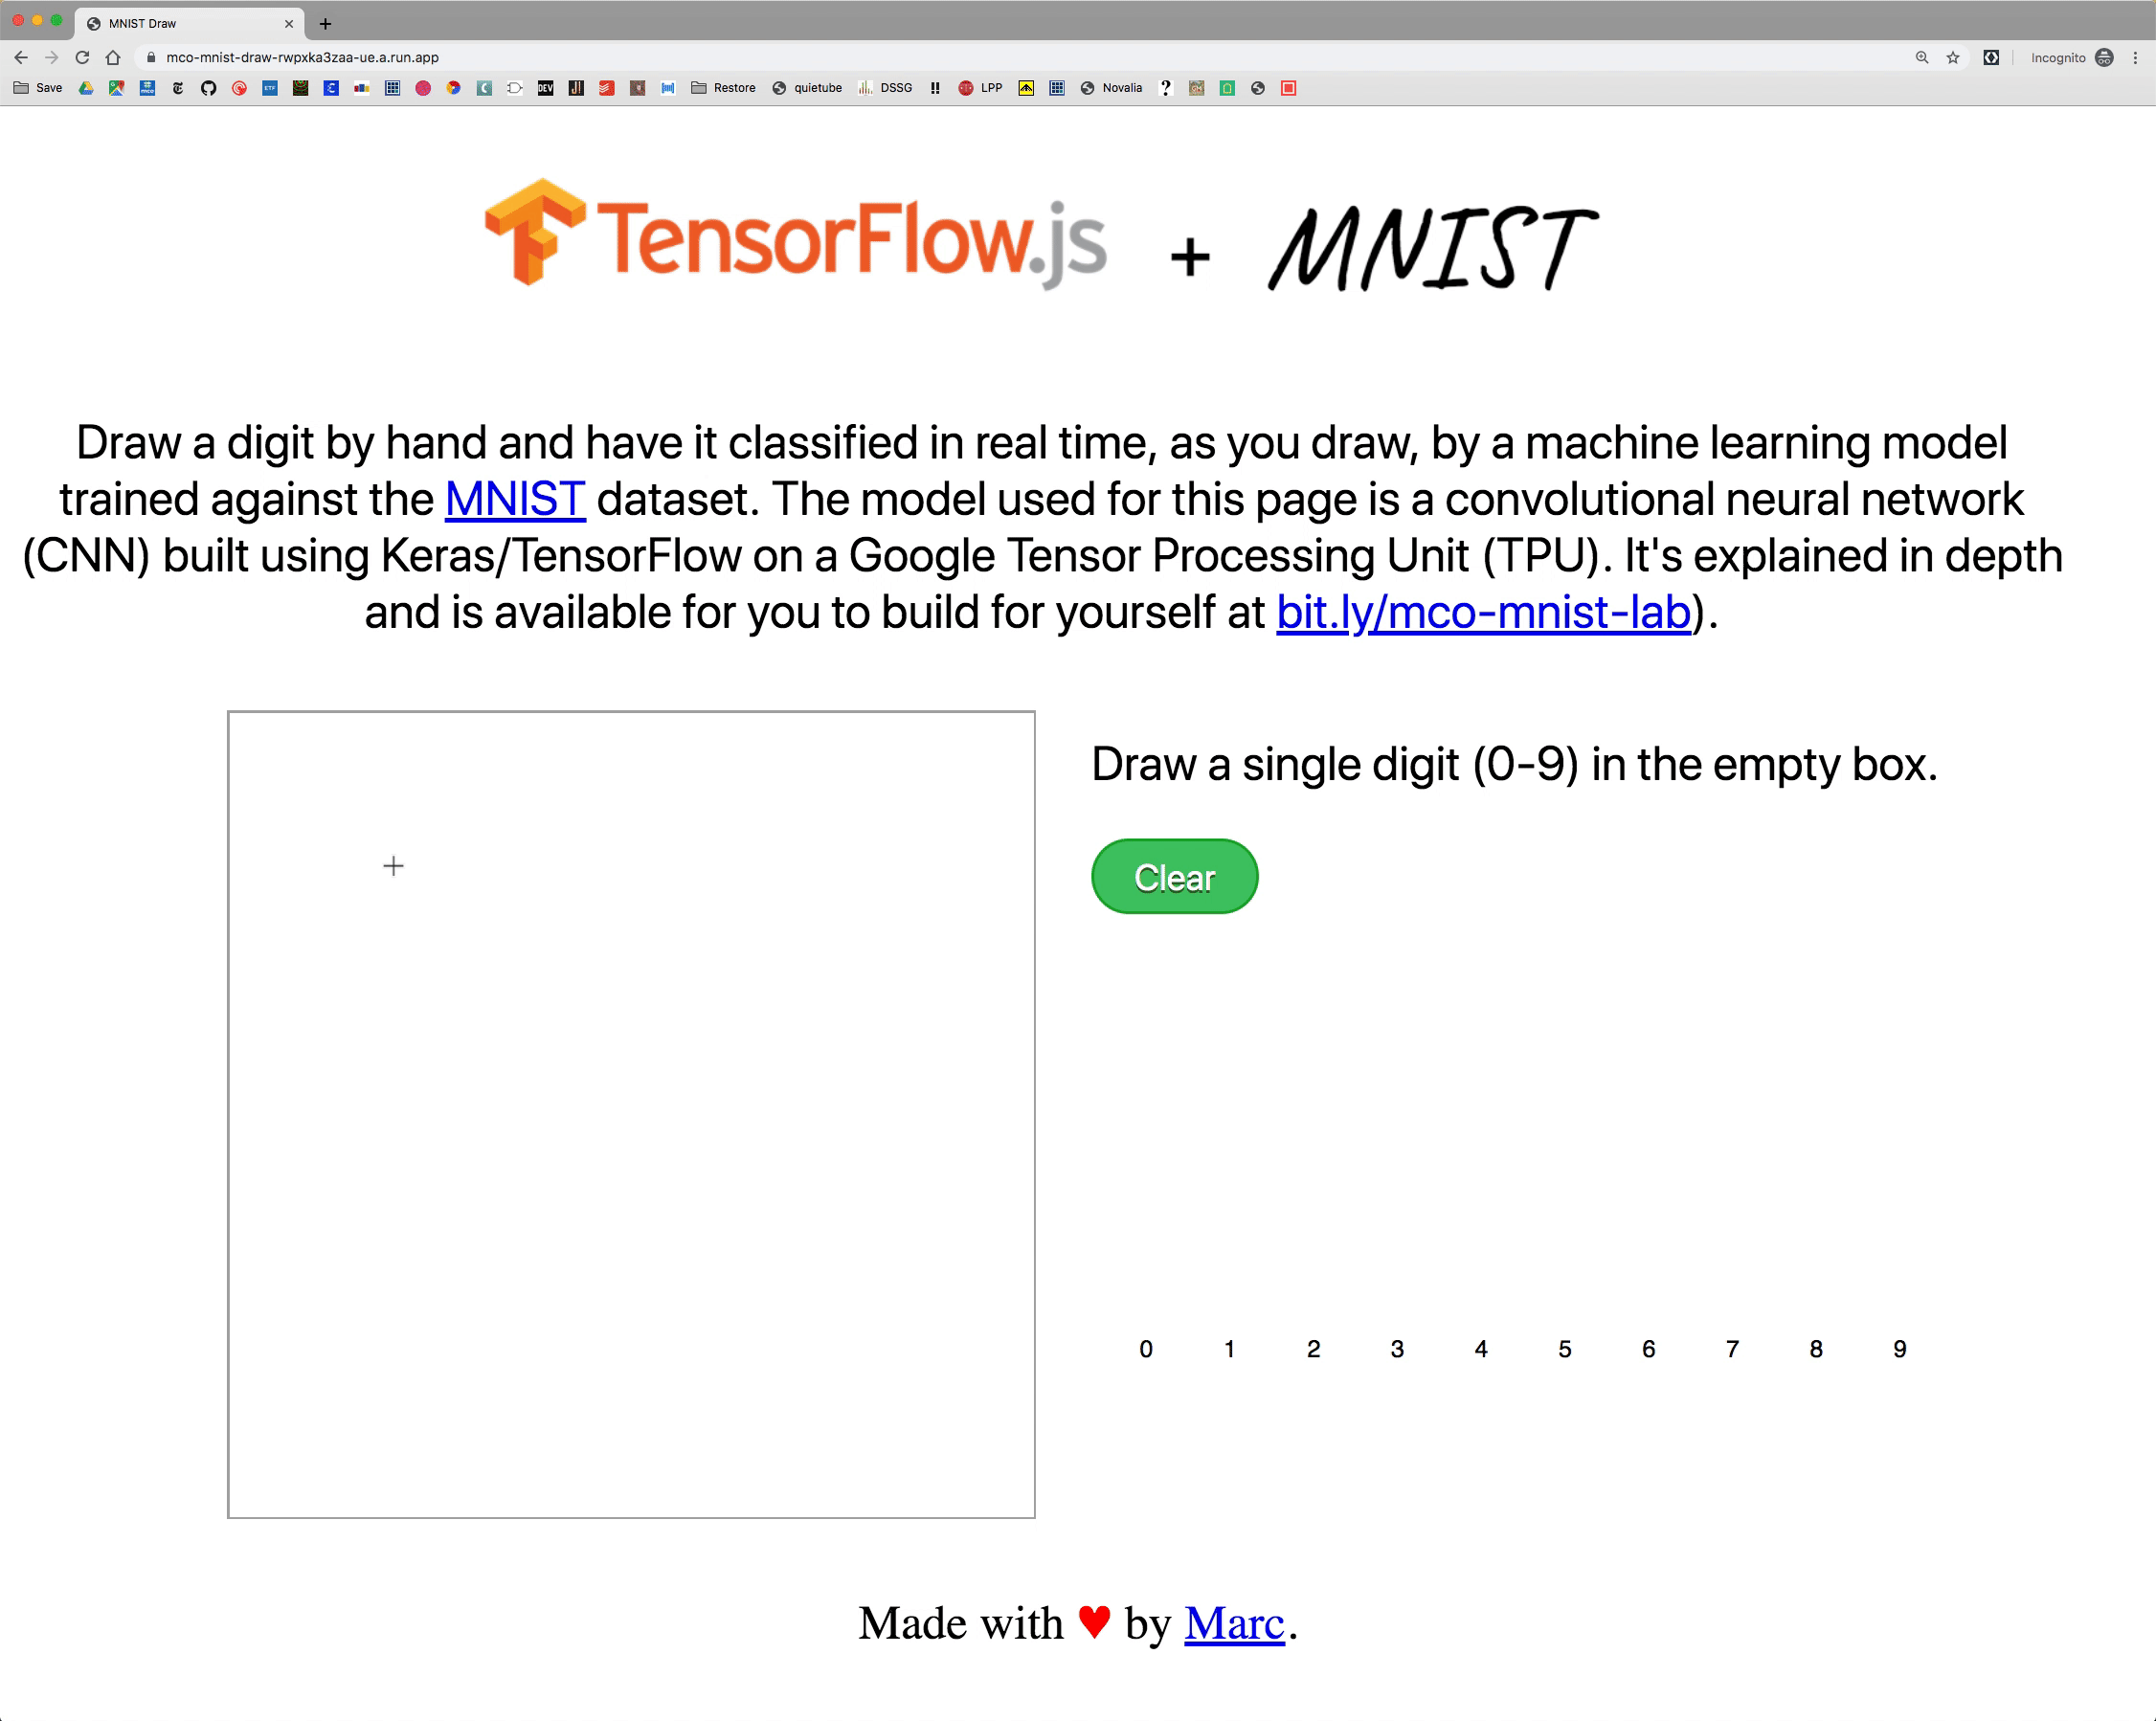 MNIST Draw
mco-mnist-draw-rwpxka3zaa-ue.a.run.app
Incognito
Save ETF DEV Restore quietube DSSG !! LPP Novalia ?
TensorFlow.js + MNIST
Draw a digit by hand and have it classified in real time, as you draw, by a machine learning model
trained against the MNIST dataset. The model used for this page is a convolutional neural network
(CNN) built using Keras/TensorFlow on a Google Tensor Processing Unit (TPU). It's explained in depth
and is available for you to build for yourself at bit.ly/mco-mnist-lab).
Draw a single digit (0-9) in the empty box.
Clear
0 1 2 3 4 5 6 7 8 9
Made with ♥ by Marc.